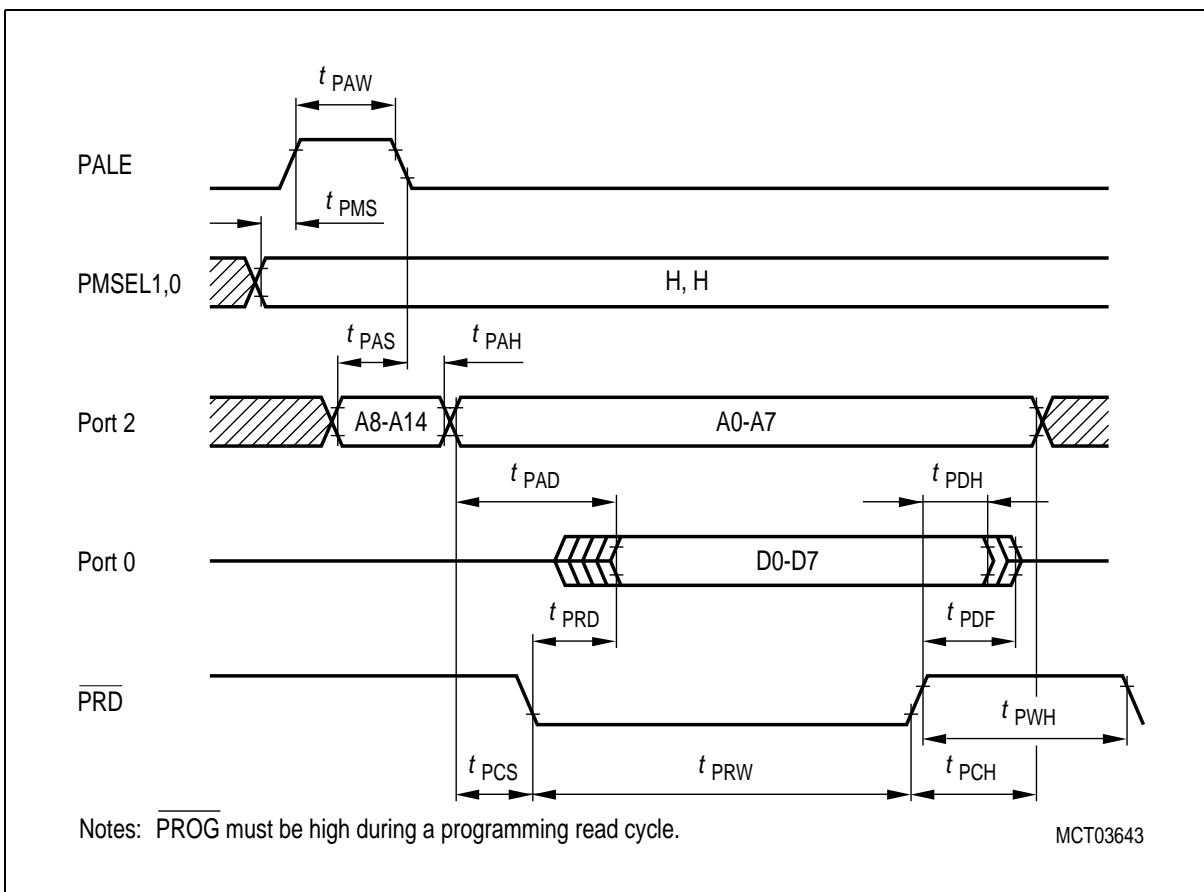 t PAW
PALE
t PMS
PMSEL1,0
H, H
t PAS
t PAH
Port 2
A8-A14
A0-A7
t PAD
t PDH
Port 0
D0-D7
t PRD
t PDF
PRD
t PWH
t PCS
t PRW
t PCH
Notes: PROG must be high during a programming read cycle.
MCT03643